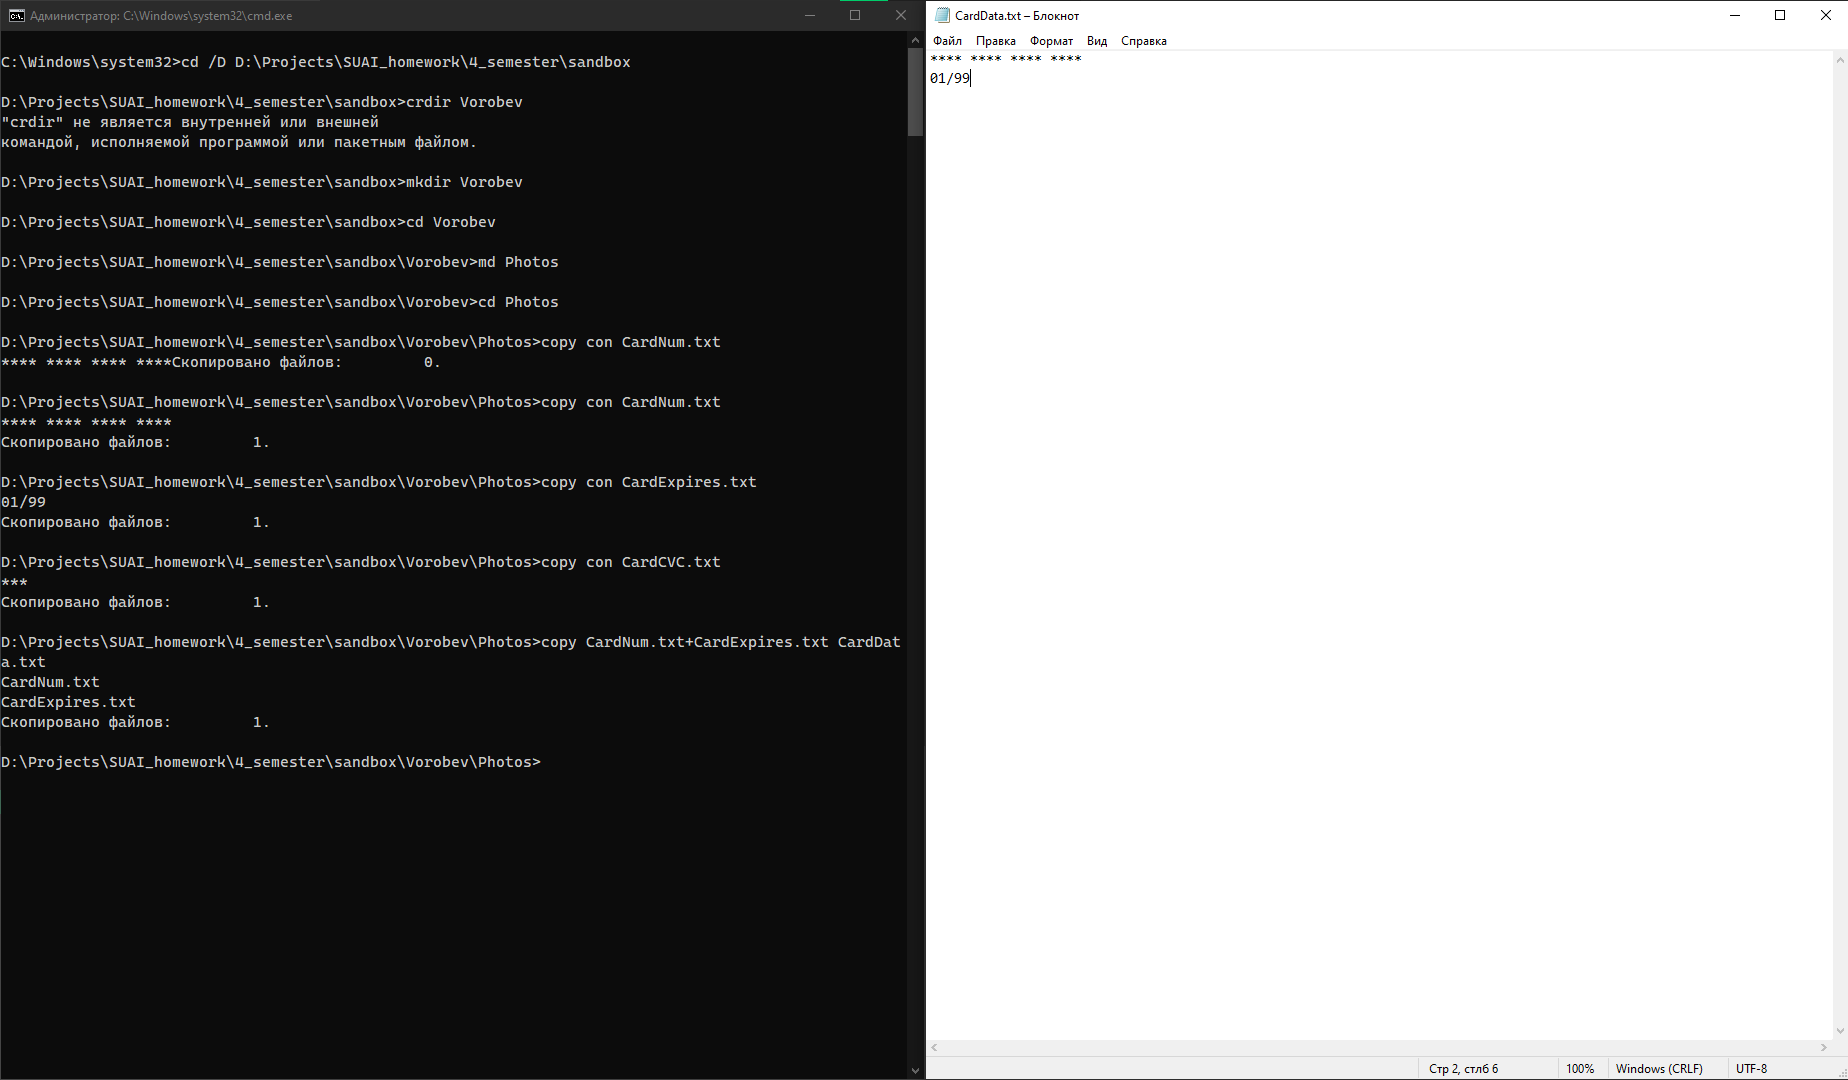 Администратор: C:\Windows\system32\cmd.exe
C:\Windows\system32>cd /D D:\Projects\SUAI_homework\4_semester\sandbox
D:\Projects\SUAI_homework\4_semester\sandbox>crdir Vorobev
"crdir" не является внутренней или внешней
командой, исполняемой программой или пакетным файлом.
D:\Projects\SUAI_homework\4_semester\sandbox>mkdir Vorobev
D:\Projects\SUAI_homework\4_semester\sandbox>cd Vorobev
D:\Projects\SUAI_homework\4_semester\sandbox\Vorobev>md Photos
D:\Projects\SUAI_homework\4_semester\sandbox\Vorobev>cd Photos
D:\Projects\SUAI_homework\4_semester\sandbox\Vorobev\Photos>copy con CardNum.txt
**** **** **** ****Скопировано файлов:         0.
D:\Projects\SUAI_homework\4_semester\sandbox\Vorobev\Photos>copy con CardNum.txt
**** **** **** ****
Скопировано файлов:         1.
D:\Projects\SUAI_homework\4_semester\sandbox\Vorobev\Photos>copy con CardExpires.txt
01/99
Скопировано файлов:         1.
D:\Projects\SUAI_homework\4_semester\sandbox\Vorobev\Photos>copy con CardCVC.txt
***
Скопировано файлов:         1.
D:\Projects\SUAI_homework\4_semester\sandbox\Vorobev\Photos>copy CardNum.txt+CardExpires.txt CardDat
a.txt
CardNum.txt
CardExpires.txt
Скопировано файлов:         1.
D:\Projects\SUAI_homework\4_semester\sandbox\Vorobev\Photos>
CardData.txt – Блокнот
Файл Правка Формат Вид Справка
**** **** **** ****
01/99
Стр 2, стлб 6 100% Windows (CRLF) UTF-8